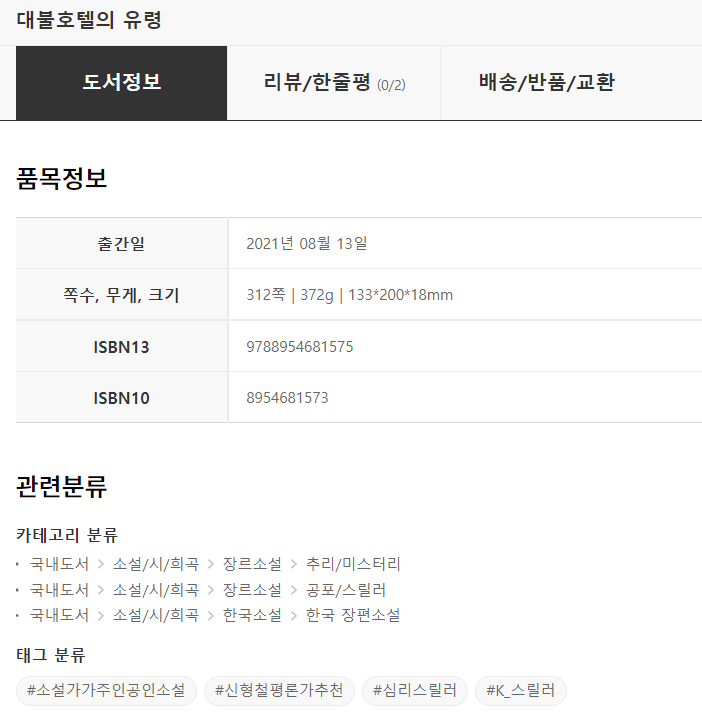 대불호텔의 유령
도서정보 리뷰/한줄평 (0/2) 배송/반품/교환
품목정보
출간일 2021년 08월 13일
쪽수, 무게, 크기 312쪽 | 372g | 133*200*18mm
ISBN13 9788954681575
ISBN10 8954681573
관련분류
카테고리 분류
· 국내도서 > 소설/시/희곡 > 장르소설 > 추리/미스터리
· 국내도서 > 소설/시/희곡 > 장르소설 > 공포/스릴러
· 국내도서 > 소설/시/희곡 > 한국소설 > 한국 장편소설
태그 분류
#소설가가주인공인소설 #신형철평론가추천 #심리스릴러 #K_스릴러